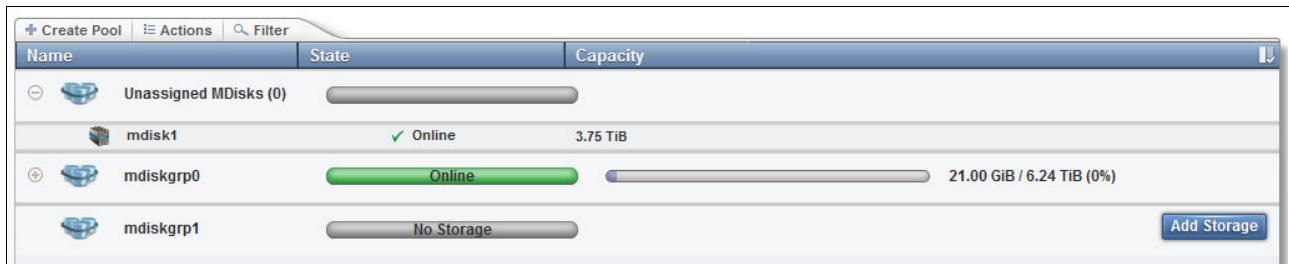 Create Pool Actions Filter
Name State Capacity
Unassigned MDisks (0)
mdisk1 Online 3.75 TiB
mdiskgrp0 Online 21.00 GiB / 6.24 TiB (0%)
mdiskgrp1 No Storage Add Storage